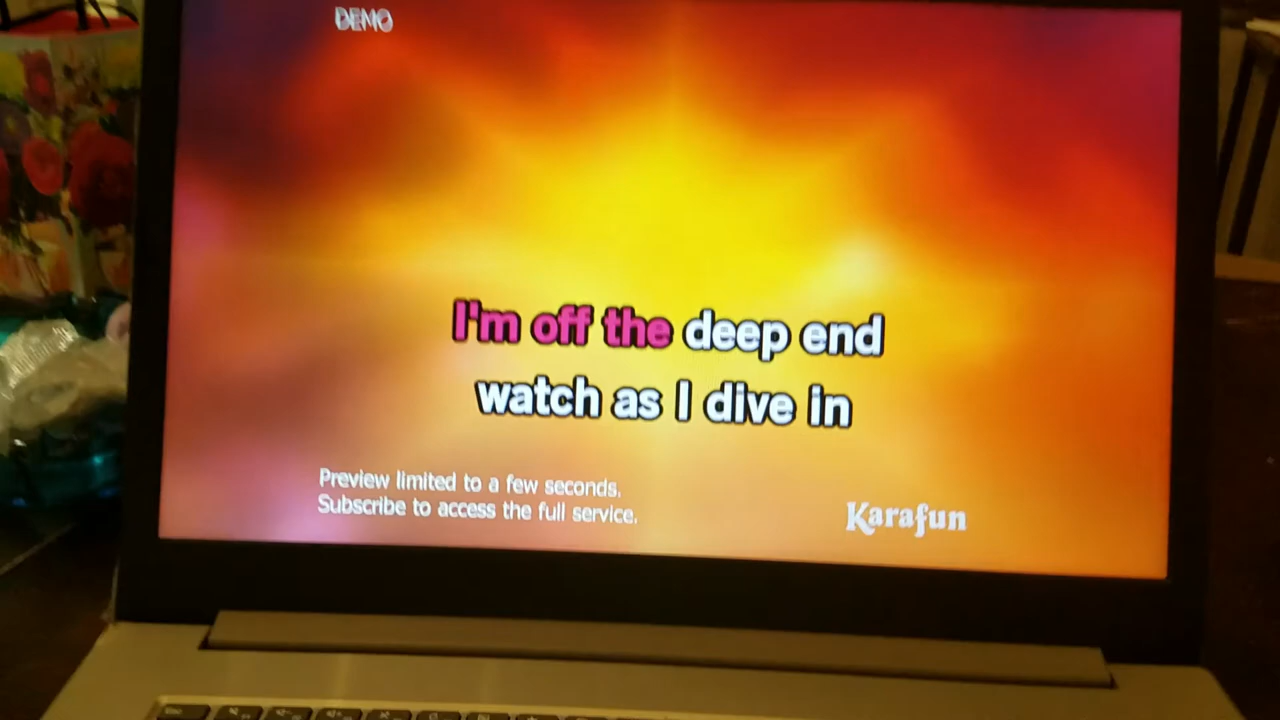 DEMO
I'm off the deep end
watch as I dive in
Preview limited to a few seconds.
Subscribe to access the full service.
Karafun